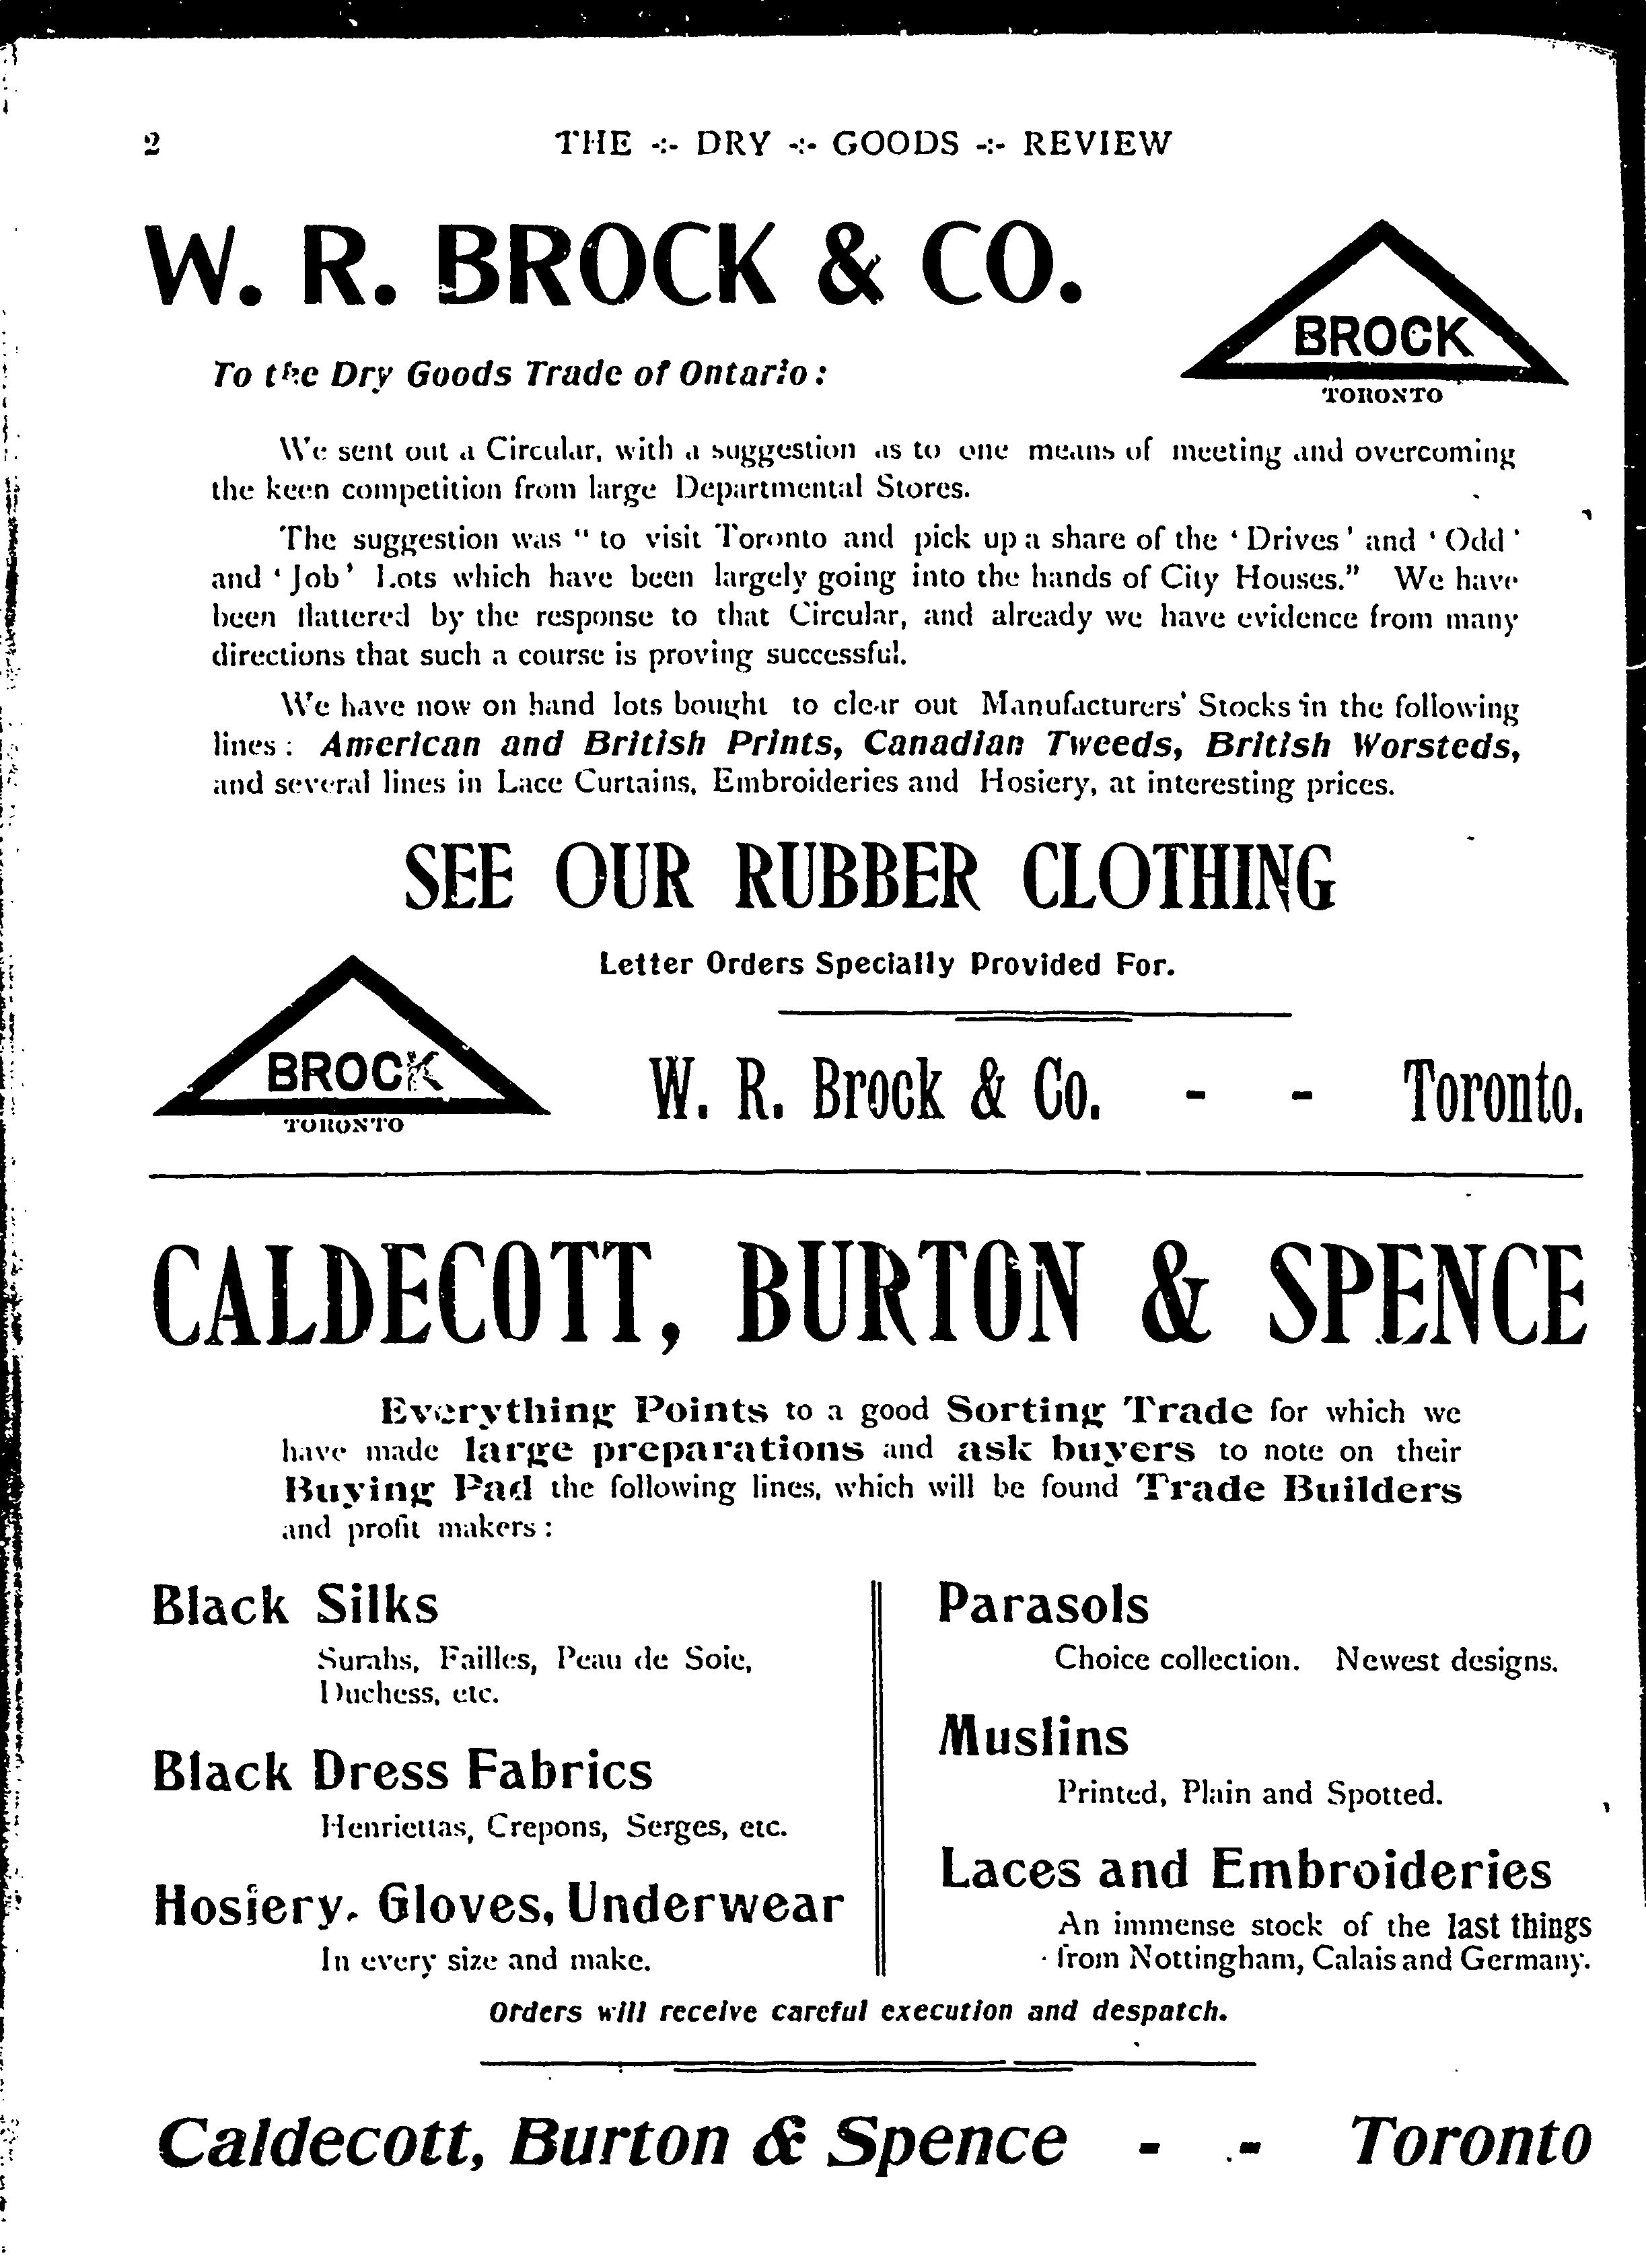 2
THE -:- DRY -:- GOODS -:- REVIEW
W. R. BROCK & CO.
BROCK
TORONTO
To the Dry Goods Trade of Ontario:
We sent out a Circular, with a suggestion as to one means of meeting and overcoming
the keen competition from large Departmental Stores.
The suggestion was “ to visit Toronto and pick up a share of the ‘ Drives’ and ‘ Odd ’
and ‘ Job’ Lots which have been largely going into the hands of City Houses.” We have
been flattered by the response to that Circular, and already we have evidence from many
directions that such a course is proving successful.
We have now on hand lots bought to clear out Manufacturers' Stocks in the following
lines: American and British Prints, Canadian Tweeds, British Worsteds,
and several lines in Lace Curtains, Embroideries and Hosiery, at interesting prices.
SEE OUR RUBBER CLOTHING
Letter Orders Specially Provided For.
BROCK
TORONTO
W. R. Brock & Co. - - Toronto.
CALDECOTT, BURTON & SPENCE
Everything Points to a good Sorting Trade for which we
have made large preparations and ask buyers to note on their
Buying Pad the following lines, which will be found Trade Builders
and profit makers:
Black Silks
Surahs, Failles, Peau de Soie,
Duchess, etc.
Black Dress Fabrics
Henriettas, Crepons, Serges, etc.
Hosiery, Gloves, Underwear
In every size and make.
Parasols
Choice collection. Newest designs.
Muslins
Printed, Plain and Spotted.
Laces and Embroideries
An immense stock of the last things
from Nottingham, Calais and Germany.
Orders will receive careful execution and despatch.
Caldecott, Burton & Spence - - Toronto